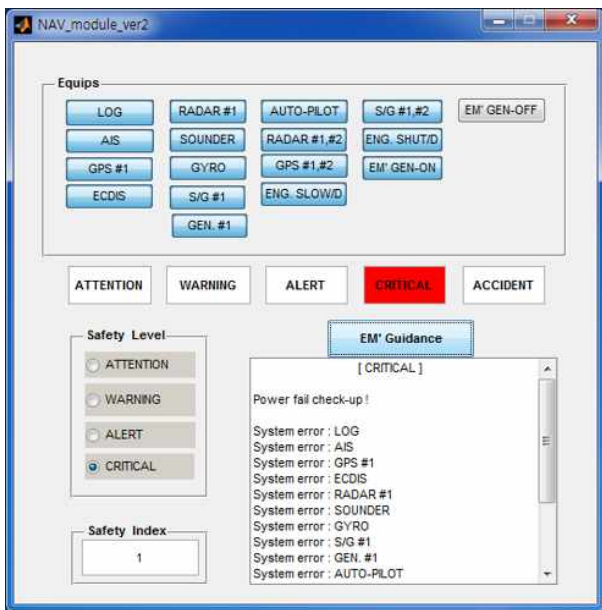 NAV_module_ver2
Equips
LOG RADAR #1 AUTO-PILOT S/G #1,#2 EM' GEN-OFF
AIS SOUNDER RADAR #1,#2 ENG. SHUT/D
GPS #1 GYRO GPS #1,#2 EM' GEN-ON
ECDIS S/G #1 ENG. SLOW/D
GEN. #1
ATTENTION WARNING ALERT CRITICAL ACCIDENT
Safety Level
ATTENTION
WARNING
ALERT
CRITICAL
Safety Index
1
EM' Guidance
[ CRITICAL ]
Power fail check-up !
System error : LOG
System error : AIS
System error : GPS #1
System error : ECDIS
System error : RADAR #1
System error : SOUNDER
System error : GYRO
System error : S/G #1
System error : GEN. #1
System error : AUTO-PILOT